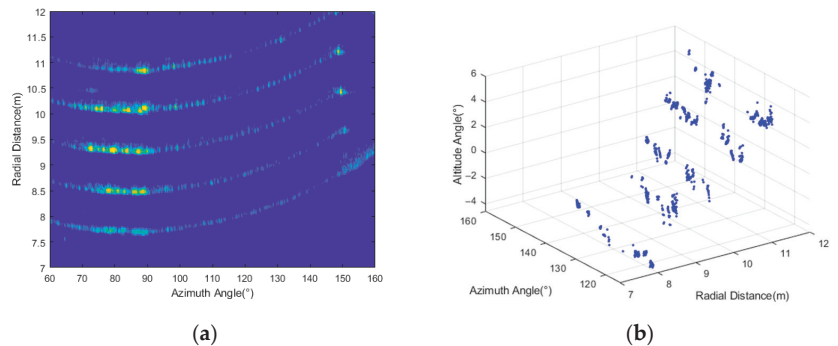 12
11.5
11
10.5
10
9.5
9
8.5
8
7.5
7
Radial Distance(m)
60 70 80 90 100 110 120 130 140 150 160
Azimuth Angle(°)
(a)
6
4
2
0
-2
-4
Altitude Angle(°)
160
150
140
130
120
Azimuth Angle(°)
7 8 9 10 11 12
Radial Distance(m)
(b)